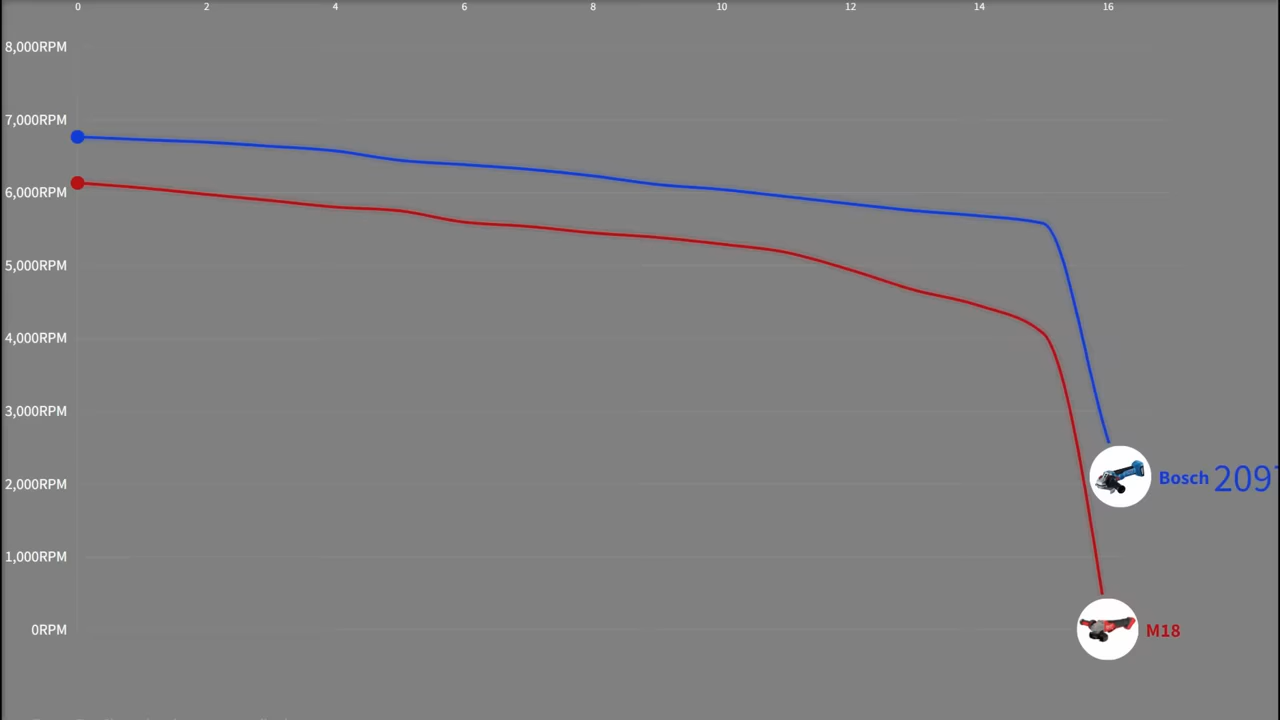 0 2 4 6 8 10 12 14 16
8,000RPM
7,000RPM
6,000RPM
5,000RPM
4,000RPM
3,000RPM
2,000RPM
Bosch 209
1,000RPM
0RPM
M18